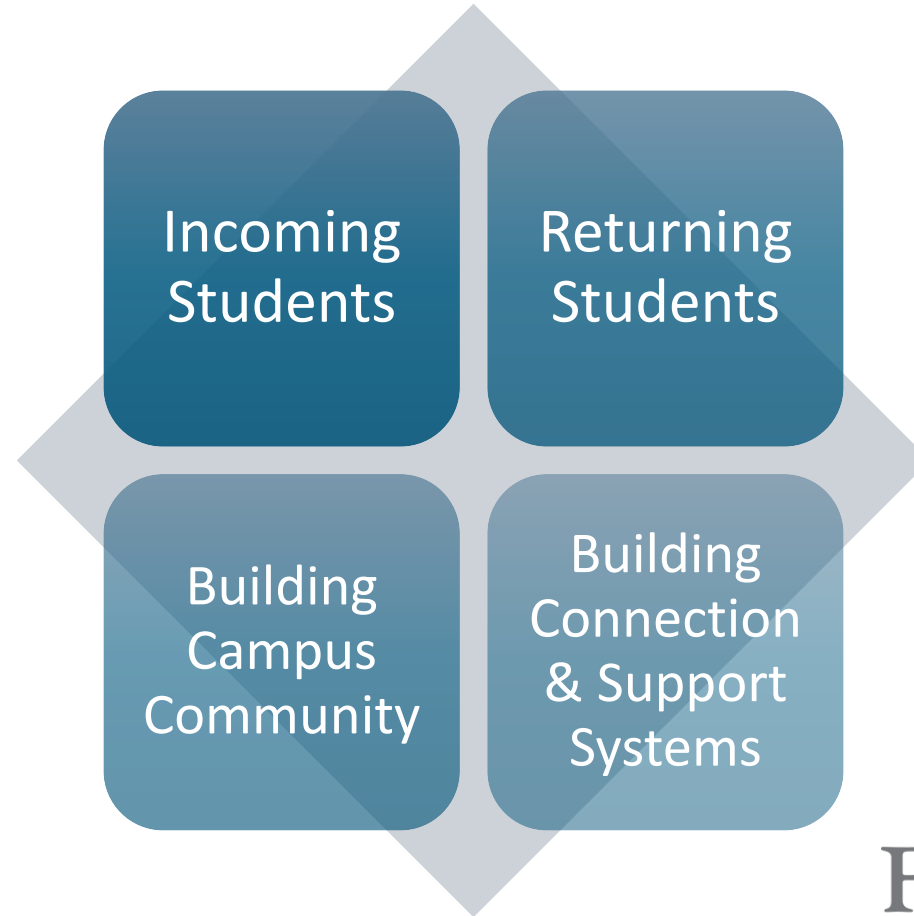 Incoming
Students
Returning
Students
Building
Campus
Community
Building
Connection
& Support
Systems